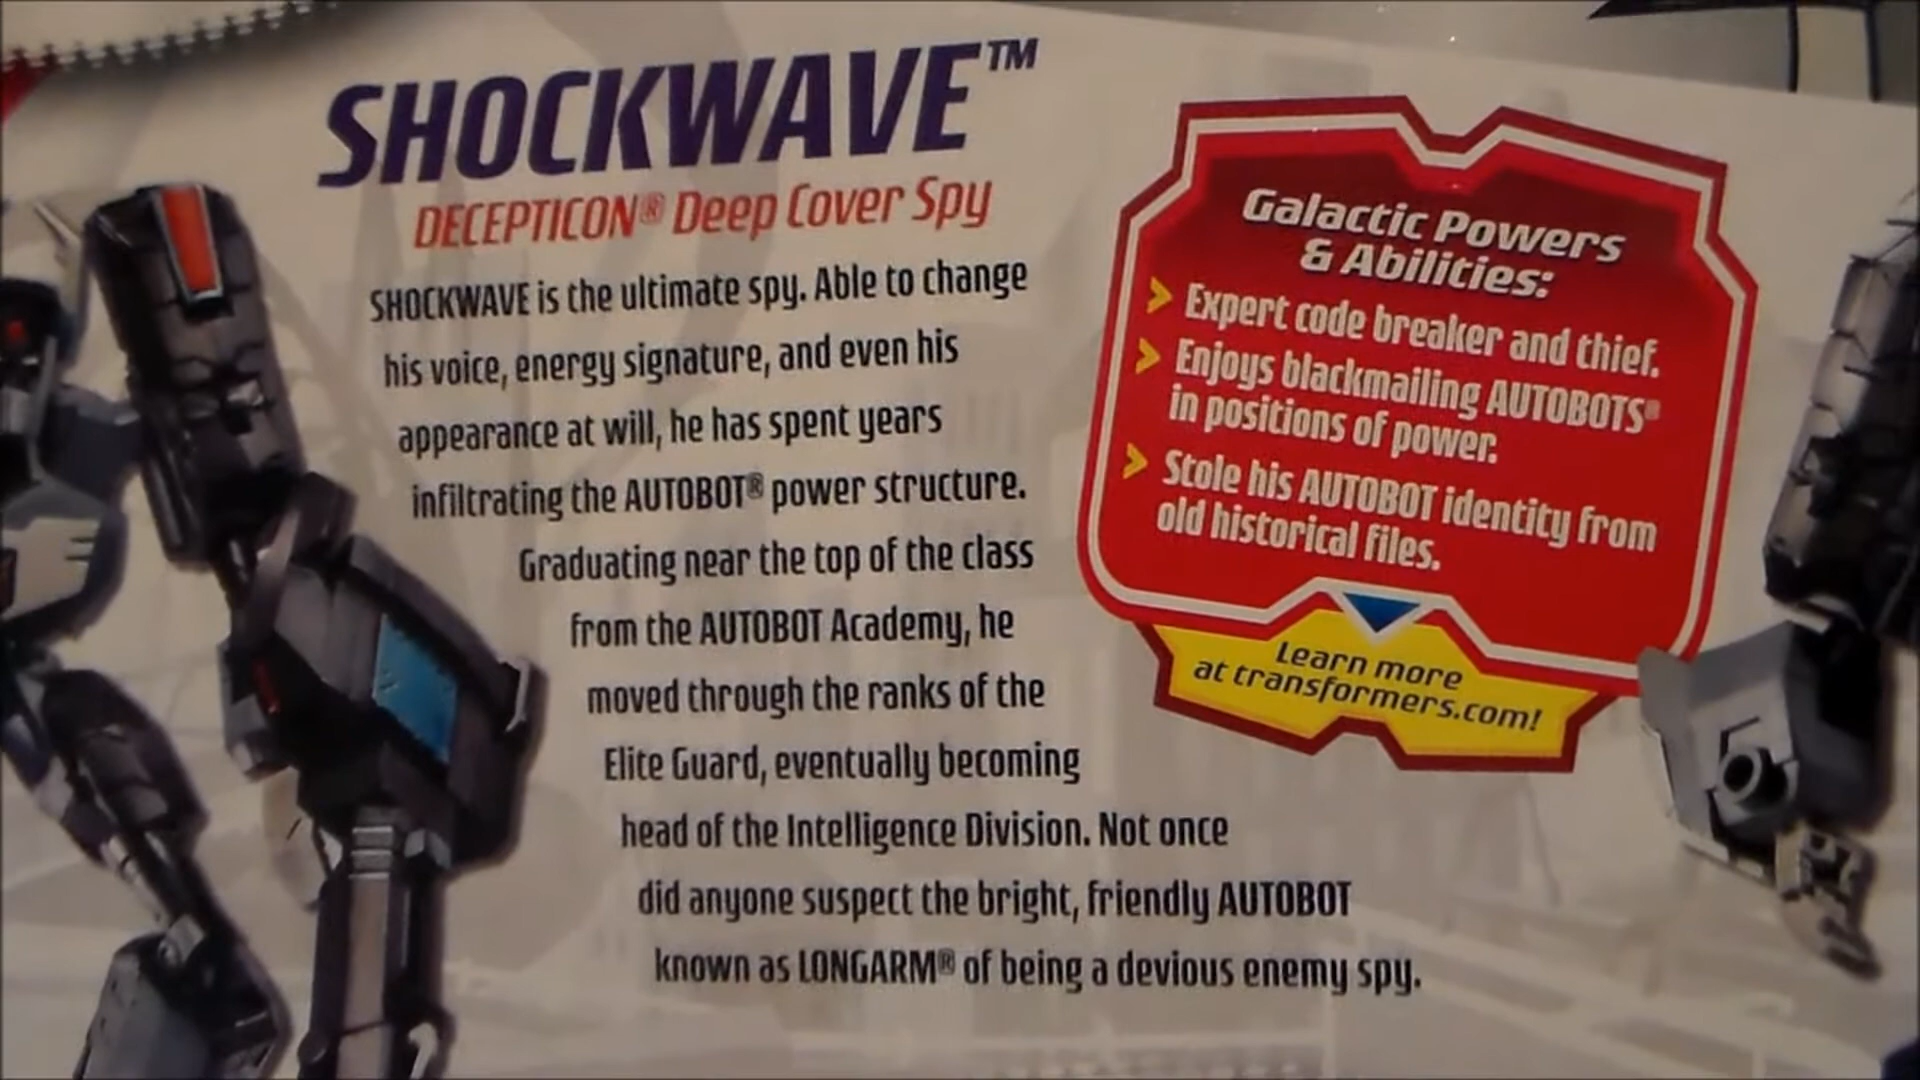 SHOCKWAVE™
DECEPTICON® Deep Cover Spy
SHOCKWAVE is the ultimate spy. Able to change
his voice, energy signature, and even his
appearance at will, he has spent years
infiltrating the AUTOBOT® power structure.
Graduating near the top of the class
from the AUTOBOT Academy, he
moved through the ranks of the
Elite Guard, eventually becoming
head of the Intelligence Division. Not once
did anyone suspect the bright, friendly AUTOBOT
known as LONGARM® of being a devious enemy spy.
Galactic Powers
& Abilities:
> Expert code breaker and thief.
> Enjoys blackmailing AUTOBOTS®
in positions of power.
> Stole his AUTOBOT identity from
old historical files.
Learn more
at transformers.com!